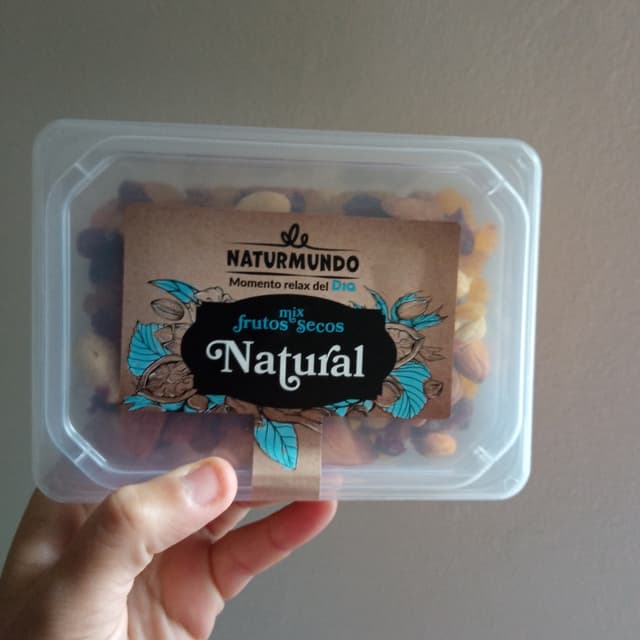 NATURMUNDO
Momento relax del Dia
mix
frutos secos
Natural